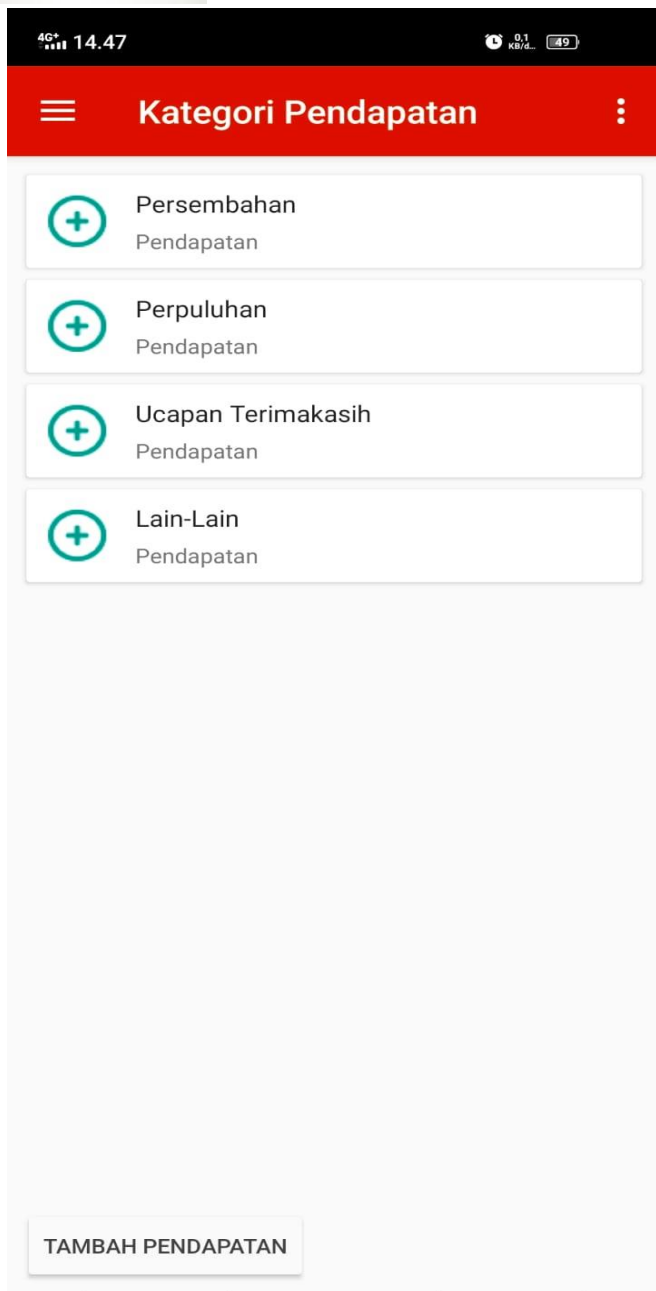 4G+ 14.47 0,1 KB/d... 49
Kategori Pendapatan
Persembahan
Pendapatan
Perpuluhan
Pendapatan
Ucapan Terimakasih
Pendapatan
Lain-Lain
Pendapatan
TAMBAH PENDAPATAN